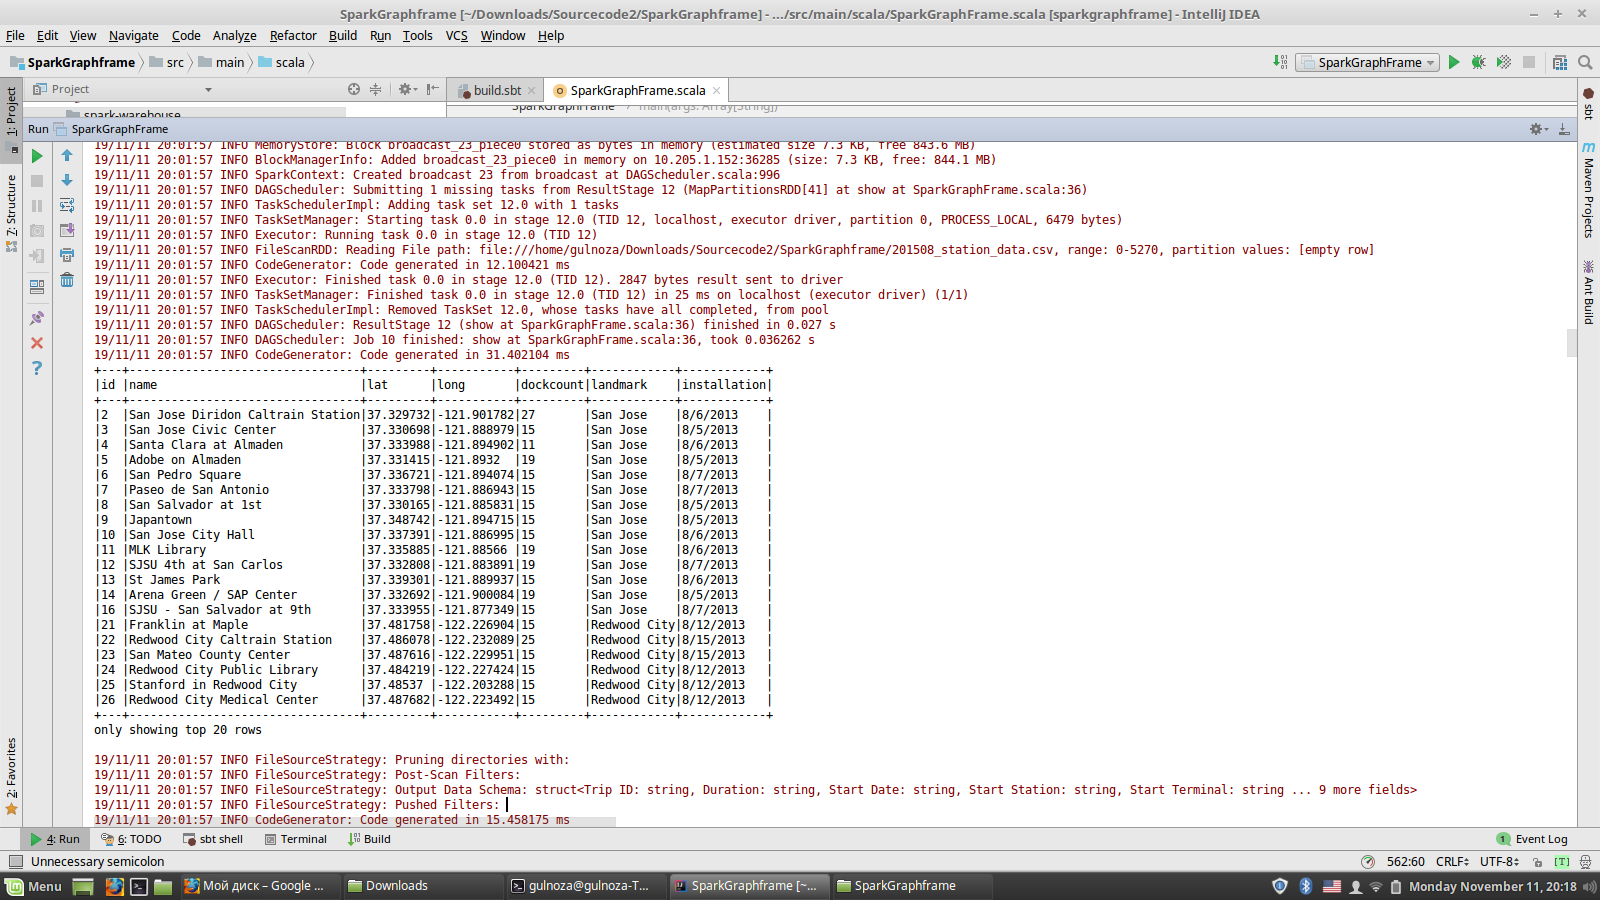 SparkGraphframe [~/Downloads/Sourcecode2/SparkGraphframe] - .../src/main/scala/SparkGraphFrame.scala [sparkgraphframe] - IntelliJ IDEA
File Edit View Navigate Code Analyze Refactor Build Run Tools VCS Window Help
SparkGraphframe src main scala SparkGraphFrame
1: Project
Project
build.sbt SparkGraphFrame.scala
spark-warehouse SparkGraphFrame main(args: Array[String])
Run SparkGraphFrame
19/11/11 20:01:57 INFO MemoryStore: Block broadcast_23_piece0 stored as bytes in memory (estimated size 7.3 KB, free 843.6 MB)
19/11/11 20:01:57 INFO BlockManagerInfo: Added broadcast_23_piece0 in memory on 10.205.1.152:36285 (size: 7.3 KB, free: 844.1 MB)
19/11/11 20:01:57 INFO SparkContext: Created broadcast 23 from broadcast at DAGScheduler.scala:996
19/11/11 20:01:57 INFO DAGScheduler: Submitting 1 missing tasks from ResultStage 12 (MapPartitionsRDD[41] at show at SparkGraphFrame.scala:36)
19/11/11 20:01:57 INFO TaskSchedulerImpl: Adding task set 12.0 with 1 tasks
19/11/11 20:01:57 INFO TaskSetManager: Starting task 0.0 in stage 12.0 (TID 12, localhost, executor driver, partition 0, PROCESS_LOCAL, 6479 bytes)
19/11/11 20:01:57 INFO Executor: Running task 0.0 in stage 12.0 (TID 12)
19/11/11 20:01:57 INFO FileScanRDD: Reading File path: file:///home/gulnoza/Downloads/Sourcecode2/SparkGraphframe/201508_station_data.csv, range: 0-5270, partition values: [empty row]
19/11/11 20:01:57 INFO CodeGenerator: Code generated in 12.100421 ms
19/11/11 20:01:57 INFO Executor: Finished task 0.0 in stage 12.0 (TID 12). 2847 bytes result sent to driver
19/11/11 20:01:57 INFO TaskSetManager: Finished task 0.0 in stage 12.0 (TID 12) in 25 ms on localhost (executor driver) (1/1)
19/11/11 20:01:57 INFO TaskSchedulerImpl: Removed TaskSet 12.0, whose tasks have all completed, from pool
19/11/11 20:01:57 INFO DAGScheduler: ResultStage 12 (show at SparkGraphFrame.scala:36) finished in 0.027 s
19/11/11 20:01:57 INFO DAGScheduler: Job 10 finished: show at SparkGraphFrame.scala:36, took 0.036262 s
19/11/11 20:01:57 INFO CodeGenerator: Code generated in 31.402104 ms
+---+---------------------------------+---------+-----------+---------+------------+------------+
|id |name                             |lat      |long       |dockcount|landmark    |installation|
+---+---------------------------------+---------+-----------+---------+------------+------------+
|2  |San Jose Diridon Caltrain Station|37.329732|-121.901782|27       |San Jose    |8/6/2013    |
|3  |San Jose Civic Center            |37.330698|-121.888979|15       |San Jose    |8/5/2013    |
|4  |Santa Clara at Almaden           |37.333988|-121.894902|11       |San Jose    |8/6/2013    |
|5  |Adobe on Almaden                 |37.331415|-121.8932  |19       |San Jose    |8/5/2013    |
|6  |San Pedro Square                 |37.336721|-121.894074|15       |San Jose    |8/7/2013    |
|7  |Paseo de San Antonio             |37.333798|-121.886943|15       |San Jose    |8/7/2013    |
|8  |San Salvador at 1st              |37.330165|-121.885831|15       |San Jose    |8/5/2013    |
|9  |Japantown                        |37.348742|-121.894715|15       |San Jose    |8/5/2013    |
|10 |San Jose City Hall               |37.337391|-121.886995|15       |San Jose    |8/6/2013    |
|11 |MLK Library                      |37.335885|-121.88566 |19       |San Jose    |8/6/2013    |
|12 |SJSU 4th at San Carlos           |37.332808|-121.883891|19       |San Jose    |8/7/2013    |
|13 |St James Park                    |37.339301|-121.889937|15       |San Jose    |8/6/2013    |
|14 |Arena Green / SAP Center         |37.332692|-121.900084|19       |San Jose    |8/5/2013    |
|16 |SJSU - San Salvador at 9th       |37.333955|-121.877349|15       |San Jose    |8/7/2013    |
|21 |Franklin at Maple                |37.481758|-122.226904|15       |Redwood City|8/12/2013   |
|22 |Redwood City Caltrain Station    |37.486078|-122.232089|25       |Redwood City|8/15/2013   |
|23 |San Mateo County Center          |37.487616|-122.229951|15       |Redwood City|8/15/2013   |
|24 |Redwood City Public Library      |37.484219|-122.227424|15       |Redwood City|8/12/2013   |
|25 |Stanford in Redwood City         |37.48537 |-122.203288|15       |Redwood City|8/12/2013   |
|26 |Redwood City Medical Center      |37.487682|-122.223492|15       |Redwood City|8/12/2013   |
+---+---------------------------------+---------+-----------+---------+------------+------------+
only showing top 20 rows
19/11/11 20:01:57 INFO FileSourceStrategy: Pruning directories with:
19/11/11 20:01:57 INFO FileSourceStrategy: Post-Scan Filters:
19/11/11 20:01:57 INFO FileSourceStrategy: Output Data Schema: struct<Trip ID: string, Duration: string, Start Date: string, Start Station: string, Start Terminal: string ... 9 more fields>
19/11/11 20:01:57 INFO FileSourceStrategy: Pushed Filters:
19/11/11 20:01:57 INFO CodeGenerator: Code generated in 15.458175 ms
7: Structure
2: Favorites
sbt
m Maven Projects
Ant Build
4: Run 6: TODO sbt shell Terminal Build 1 Event Log
Unnecessary semicolon 562:60 CRLF UTF-8 [T]
Menu Мой диск – Google ... Downloads gulnoza@gulnoza-T... SparkGraphframe [~... SparkGraphframe Monday November 11, 20:18